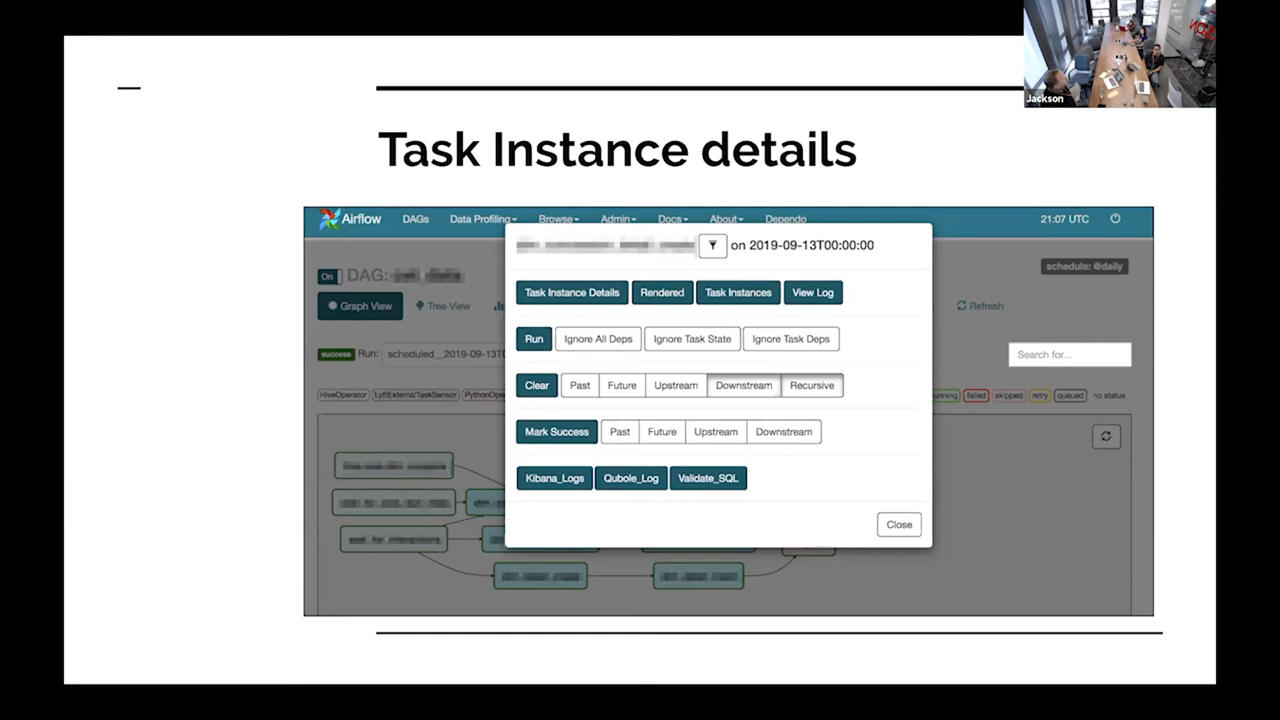 Jackson
Task Instance details
Airflow DAGs Data Profiling Browse Admin Docs About Dependo 21:07 UTC
on 2019-09-13T00:00:00
On DAG: schedule: @daily
Task Instance Details Rendered Task Instances View Log
Graph View Tree View Refresh
Run Ignore All Deps Ignore Task State Ignore Task Deps
success Run: scheduled__2019-09-13T0 Search for...
Clear Past Future Upstream Downstream Recursive
HiveOperator LyftExternalTaskSensor PythonOpe failed skipped retry queued no status
Mark Success Past Future Upstream Downstream
Kibana_Logs Qubole_Log Validate_SQL
Close